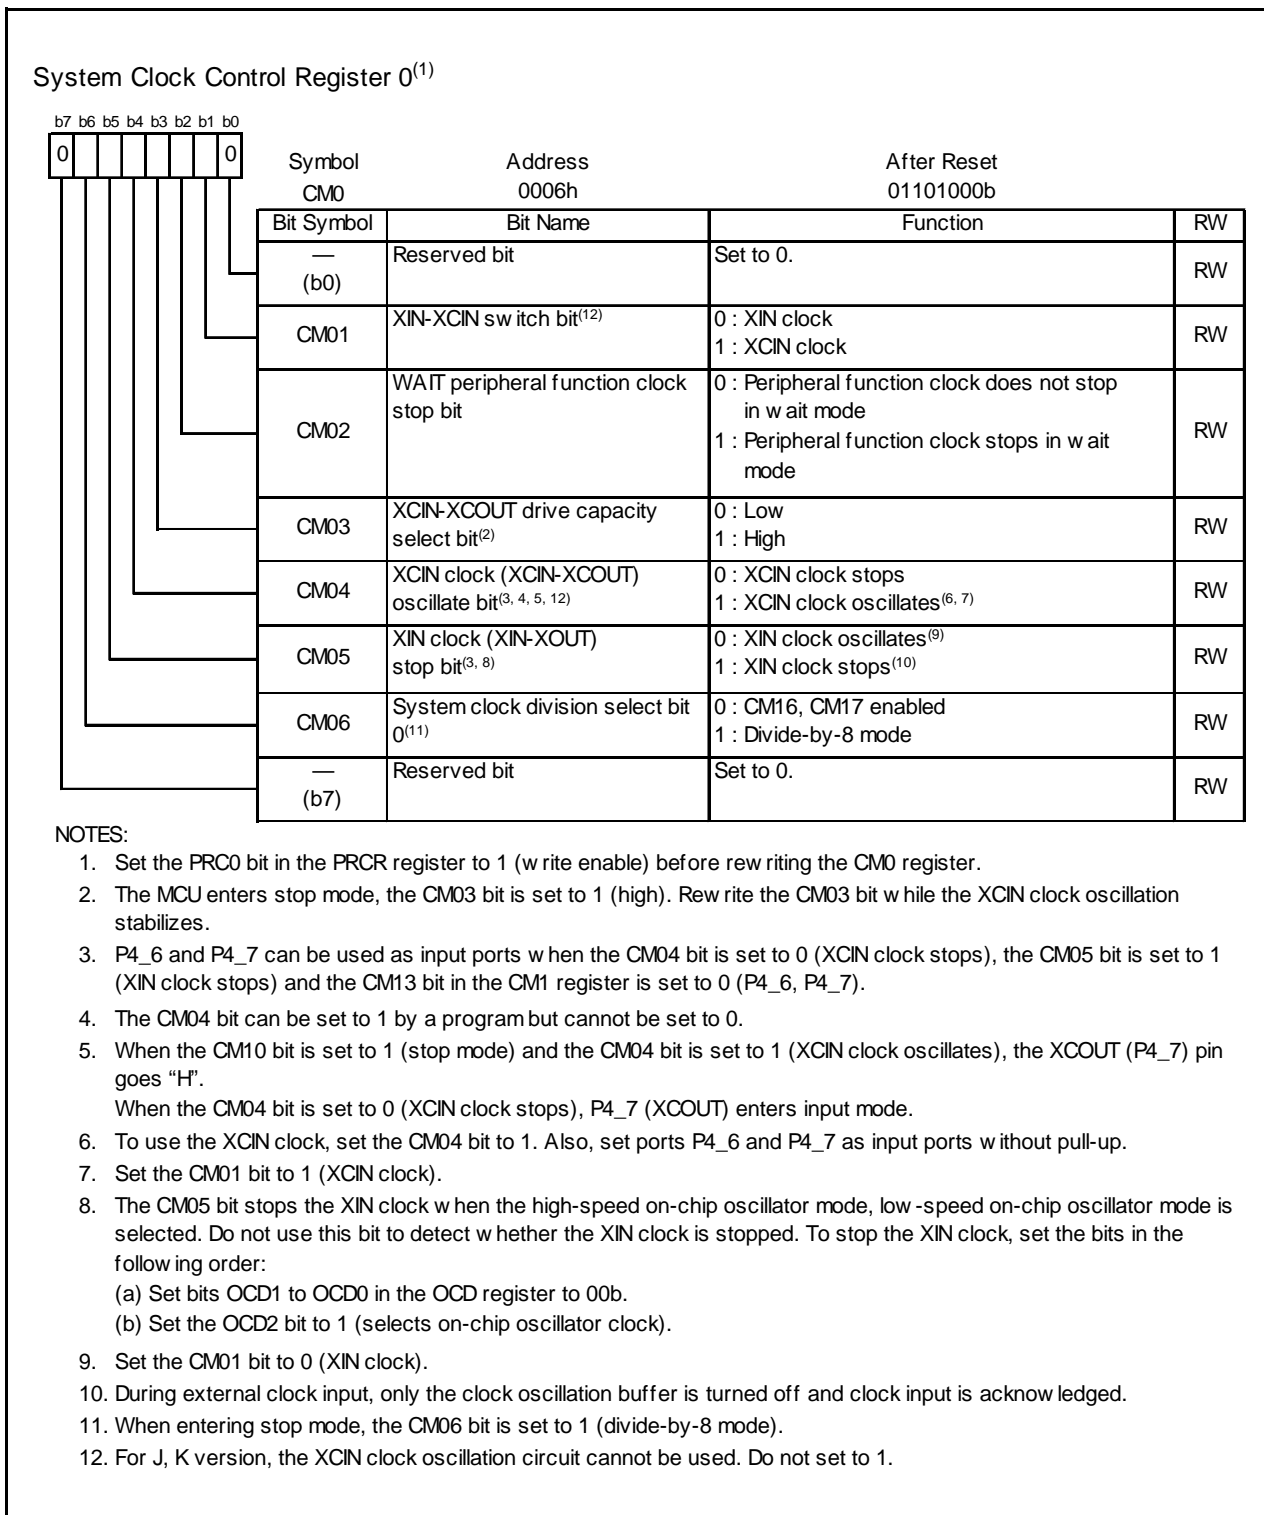 System Clock Control Register 0(1)
b7 b6 b5 b4 b3 b2 b1 b0
0 0
Symbol Address After Reset
CM0 0006h 01101000b
Bit Symbol Bit Name Function RW
— (b0) Reserved bit Set to 0. RW
CM01 XIN-XCIN switch bit(12) 0 : XIN clock
1 : XCIN clock RW
CM02 WAIT peripheral function clock
stop bit 0 : Peripheral function clock does not stop
in wait mode
1 : Peripheral function clock stops in wait
mode RW
CM03 XCIN-XCOUT drive capacity
select bit(2) 0 : Low
1 : High RW
CM04 XCIN clock (XCIN-XCOUT)
oscillate bit(3, 4, 5, 12) 0 : XCIN clock stops
1 : XCIN clock oscillates(6, 7) RW
CM05 XIN clock (XIN-XOUT)
stop bit(3, 8) 0 : XIN clock oscillates(9)
1 : XIN clock stops(10) RW
CM06 System clock division select bit
0(11) 0 : CM16, CM17 enabled
1 : Divide-by-8 mode RW
— (b7) Reserved bit Set to 0. RW
NOTES:
1. Set the PRC0 bit in the PRCR register to 1 (write enable) before rewriting the CM0 register.
2. The MCU enters stop mode, the CM03 bit is set to 1 (high). Rewrite the CM03 bit while the XCIN clock oscillation
stabilizes.
3. P4_6 and P4_7 can be used as input ports when the CM04 bit is set to 0 (XCIN clock stops), the CM05 bit is set to 1
(XIN clock stops) and the CM13 bit in the CM1 register is set to 0 (P4_6, P4_7).
4. The CM04 bit can be set to 1 by a program but cannot be set to 0.
5. When the CM10 bit is set to 1 (stop mode) and the CM04 bit is set to 1 (XCIN clock oscillates), the XCOUT (P4_7) pin
goes “H”.
When the CM04 bit is set to 0 (XCIN clock stops), P4_7 (XCOUT) enters input mode.
6. To use the XCIN clock, set the CM04 bit to 1. Also, set ports P4_6 and P4_7 as input ports without pull-up.
7. Set the CM01 bit to 1 (XCIN clock).
8. The CM05 bit stops the XIN clock when the high-speed on-chip oscillator mode, low-speed on-chip oscillator mode is
selected. Do not use this bit to detect whether the XIN clock is stopped. To stop the XIN clock, set the bits in the
following order:
(a) Set bits OCD1 to OCD0 in the OCD register to 00b.
(b) Set the OCD2 bit to 1 (selects on-chip oscillator clock).
9. Set the CM01 bit to 0 (XIN clock).
10. During external clock input, only the clock oscillation buffer is turned off and clock input is acknowledged.
11. When entering stop mode, the CM06 bit is set to 1 (divide-by-8 mode).
12. For J, K version, the XCIN clock oscillation circuit cannot be used. Do not set to 1.